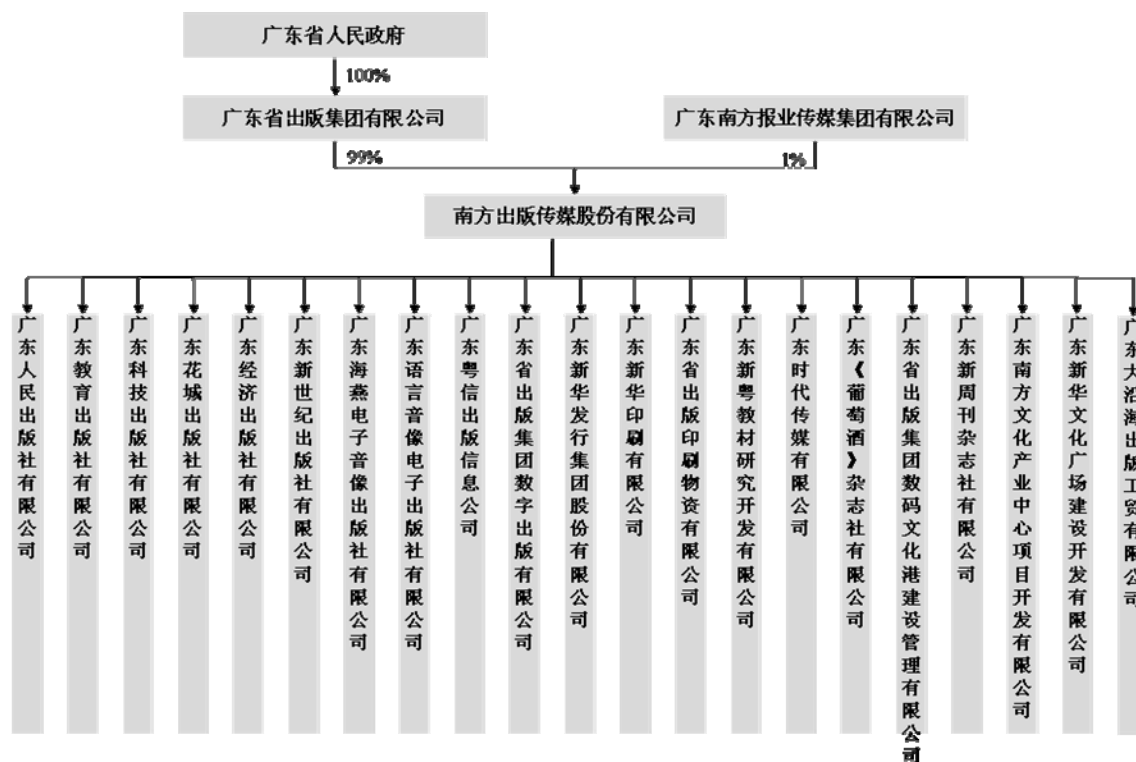 广东省人民政府
100%
广东省出版集团有限公司
广东南方报业传媒集团有限公司
99%
1%
南方出版传媒股份有限公司
广东人民出版社有限公司
广东教育出版社有限公司
广东科技出版社有限公司
广东花城出版社有限公司
广东经济出版社有限公司
广东新世纪出版社有限公司
广东海燕电子音像出版社有限公司
广东语言音像电子出版社有限公司
广东粤信出版信息公司
广东省出版集团数字出版有限公司
广东新华发行集团股份有限公司
广东新华印刷有限公司
广东省出版印刷物资有限公司
广东新粤教材研究开发有限公司
广东时代传媒有限公司
广东《葡萄酒》杂志社有限公司
广东省出版集团数码文化港建设管理有限公司
广东新周刊杂志社有限公司
广东南方文化产业中心项目开发有限公司
广东新华文化广场建设开发有限公司
广东大沿海出版工贸有限公司